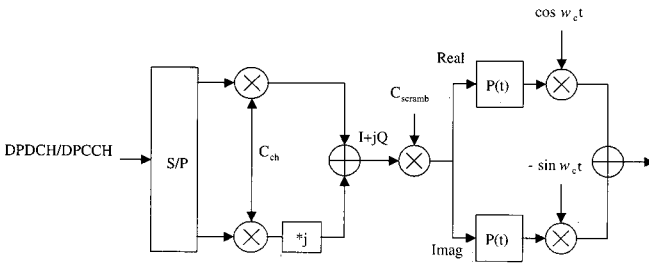 cos w_c t
Real
P(t)
C_scramb
DPDCH/DPCCH
S/P
C_ch
I+jQ
- sin w_c t
*j
Imag
P(t)